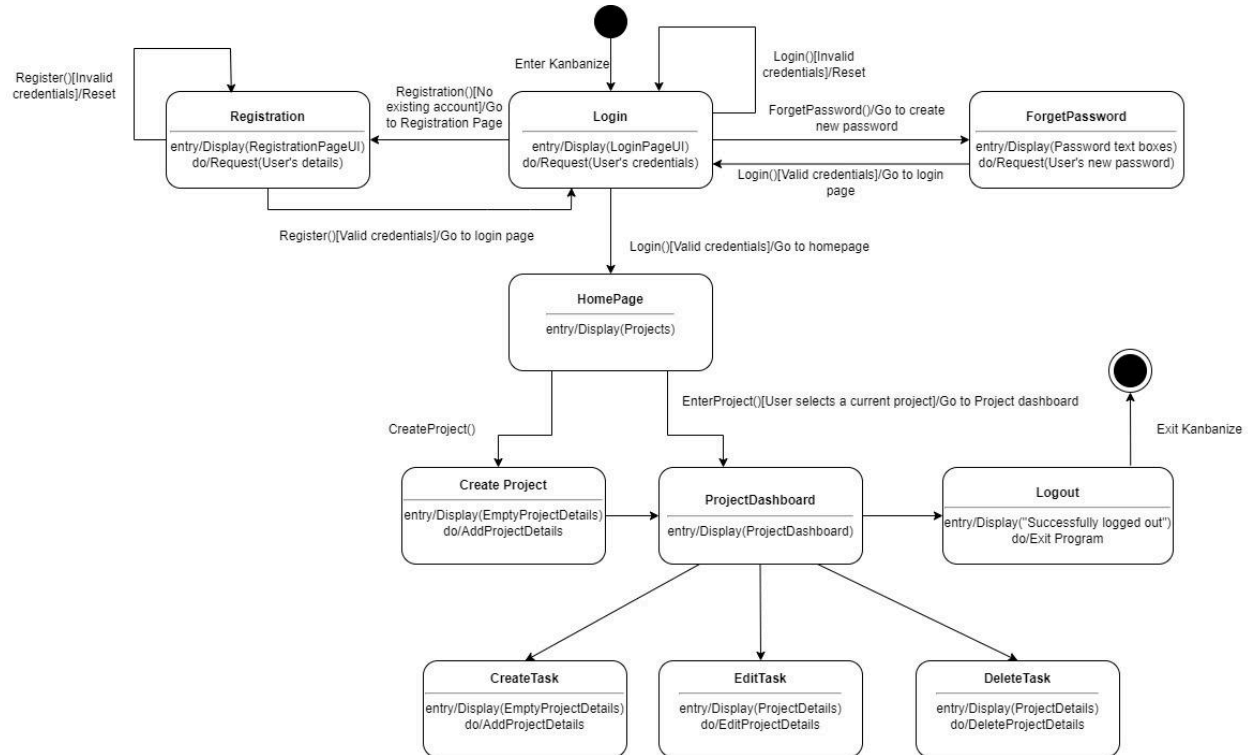 Enter Kanbanize
Login()[Invalid
credentials]/Reset
Register()[Invalid
credentials]/Reset
Registration()[No
existing account]/Go
to Registration Page
ForgetPassword()/Go to create
new password
Registration
entry/Display(RegistrationPageUI)
do/Request(User's details)
Login
entry/Display(LoginPageUI)
do/Request(User's credentials)
ForgetPassword
entry/Display(Password text boxes)
do/Request(User's new password)
Login()[Valid credentials]/Go to login
page
Register()[Valid credentials]/Go to login page
Login()[Valid credentials]/Go to homepage
HomePage
entry/Display(Projects)
EnterProject()[User selects a current project]/Go to Project dashboard
CreateProject()
Exit Kanbanize
Create Project
entry/Display(EmptyProjectDetails)
do/AddProjectDetails
ProjectDashboard
entry/Display(ProjectDashboard)
Logout
entry/Display("Successfully logged out")
do/Exit Program
CreateTask
entry/Display(EmptyProjectDetails)
do/AddProjectDetails
EditTask
entry/Display(ProjectDetails)
do/EditProjectDetails
DeleteTask
entry/Display(ProjectDetails)
do/DeleteProjectDetails